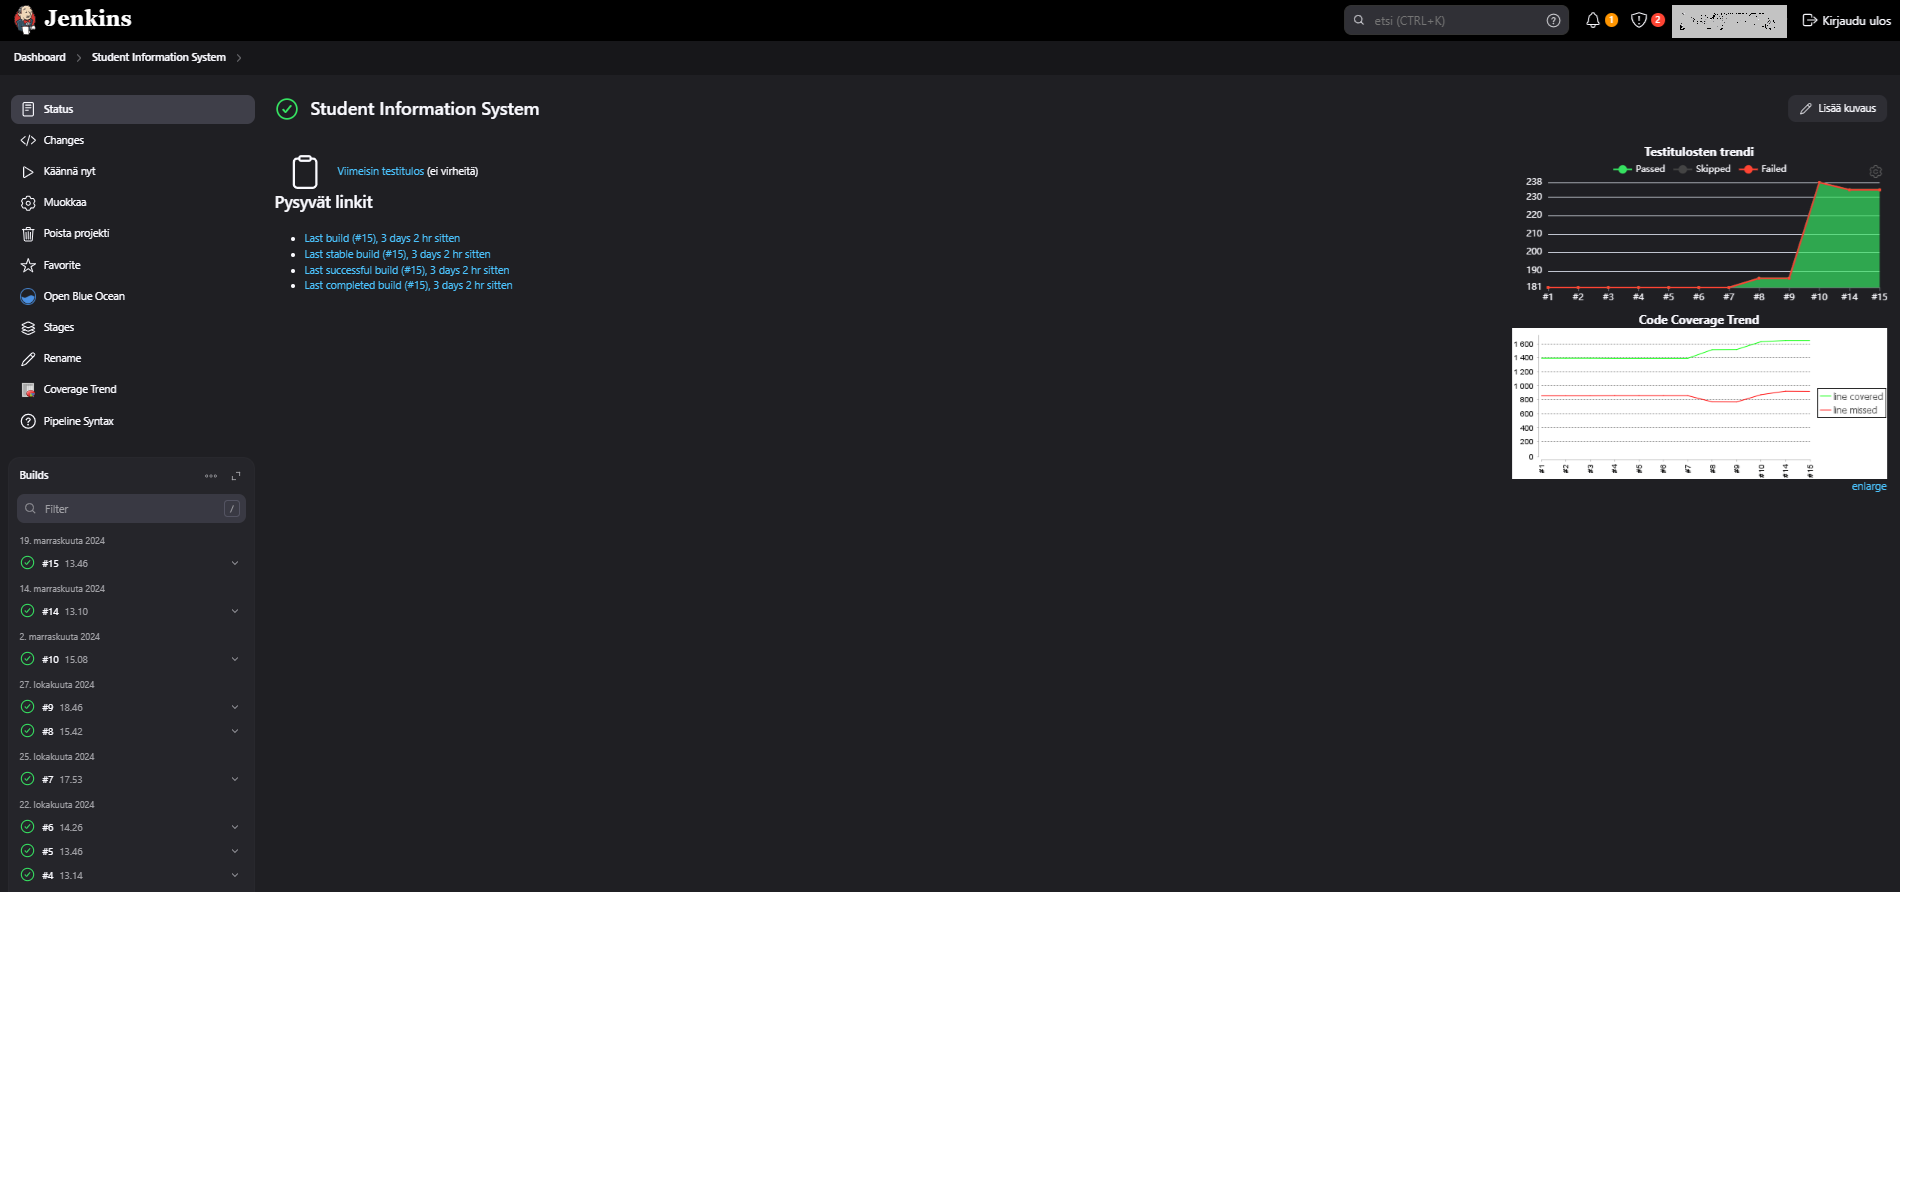 Jenkins
etsi (CTRL+K)
1
2
Kirjaudu ulos
Dashboard
Student Information System
Status
Changes
Käännä nyt
Muokkaa
Poista projekti
Favorite
Open Blue Ocean
Stages
Rename
Coverage Trend
Pipeline Syntax
Builds
Filter /
19. marraskuuta 2024
#15 13.46
14. marraskuuta 2024
#14 13.10
2. marraskuuta 2024
#10 15.08
27. lokakuuta 2024
#9 18.46
#8 15.42
25. lokakuuta 2024
#7 17.53
22. lokakuuta 2024
#6 14.26
#5 13.46
#4 13.14
Student Information System
Lisää kuvaus
Viimeisin testitulos (ei virheitä)
Pysyvät linkit
Last build (#15), 3 days 2 hr sitten
Last stable build (#15), 3 days 2 hr sitten
Last successful build (#15), 3 days 2 hr sitten
Last completed build (#15), 3 days 2 hr sitten
Testitulosten trendi
Passed Skipped Failed
238
230
220
210
200
190
181
#1 #2 #3 #4 #5 #6 #7 #8 #9 #10 #14 #15
Code Coverage Trend
1 600
1 400
1 200
1 000
800
600
400
200
0
line covered
line missed
#1 #2 #3 #4 #5 #6 #7 #8 #9 #10 #14 #15
enlarge